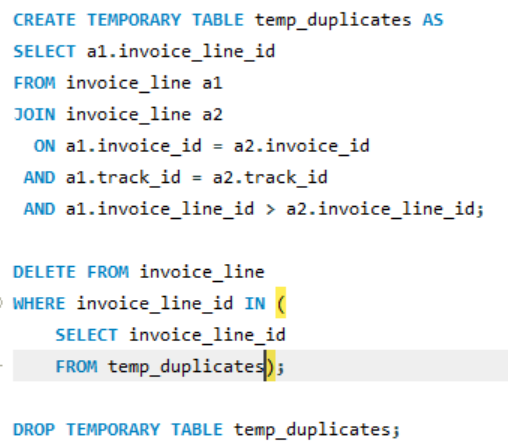 CREATE TEMPORARY TABLE temp_duplicates AS
SELECT a1.invoice_line_id
FROM invoice_line a1
JOIN invoice_line a2
  ON a1.invoice_id = a2.invoice_id
 AND a1.track_id = a2.track_id
 AND a1.invoice_line_id > a2.invoice_line_id;

DELETE FROM invoice_line
WHERE invoice_line_id IN (
    SELECT invoice_line_id
    FROM temp_duplicates);

DROP TEMPORARY TABLE temp_duplicates;